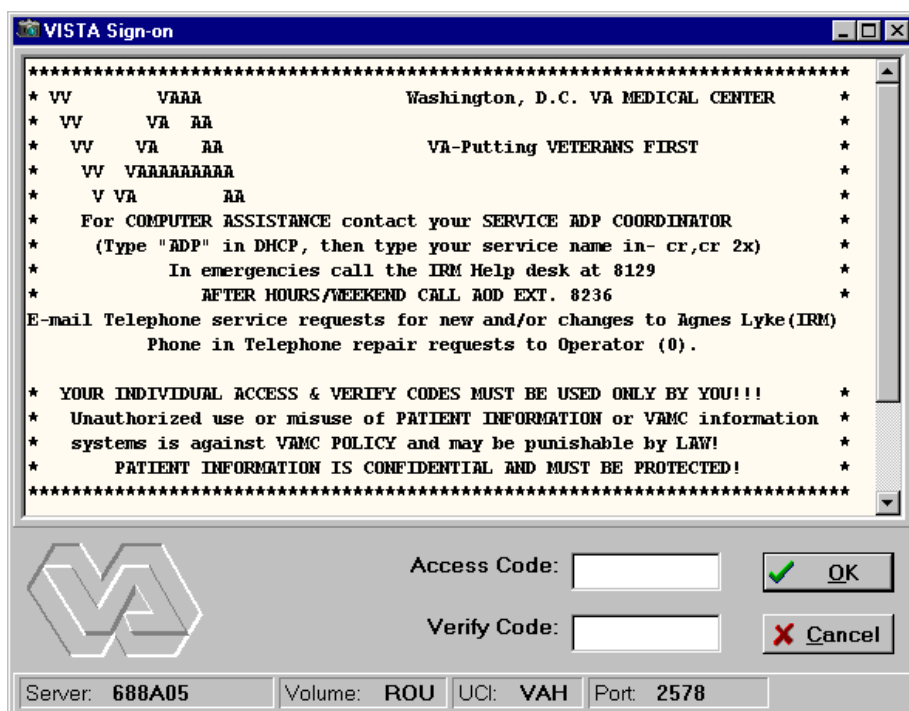 VISTA Sign-on
***************************************************************************
* VV        VAAA                   Washington, D.C. VA MEDICAL CENTER      *
*  VV      VA  AA                                                         *
*   VV    VA    AA                   VA-Putting VETERANS FIRST             *
*    VV  VAAAAAAAAA                                                        *
*     V VA        AA                                                       *
*    For COMPUTER ASSISTANCE contact your SERVICE ADP COORDINATOR          *
*     (Type "ADP" in DHCP, then type your service name in- cr,cr 2x)       *
*            In emergencies call the IRM Help desk at 8129                 *
*               AFTER HOURS/WEEKEND CALL AOD EXT. 8236                     *
E-mail Telephone service requests for new and/or changes to Agnes Lyke(IRM)
           Phone in Telephone repair requests to Operator (0).
*  YOUR INDIVIDUAL ACCESS & VERIFY CODES MUST BE USED ONLY BY YOU!!!     *
*   Unauthorized use or misuse of PATIENT INFORMATION or VAMC information  *
*   systems is against VAMC POLICY and may be punishable by LAW!           *
*       PATIENT INFORMATION IS CONFIDENTIAL AND MUST BE PROTECTED!         *
***************************************************************************
VA
Access Code:
OK
Verify Code:
Cancel
Server: 688A05 Volume: ROU UCI: VAH Port: 2578